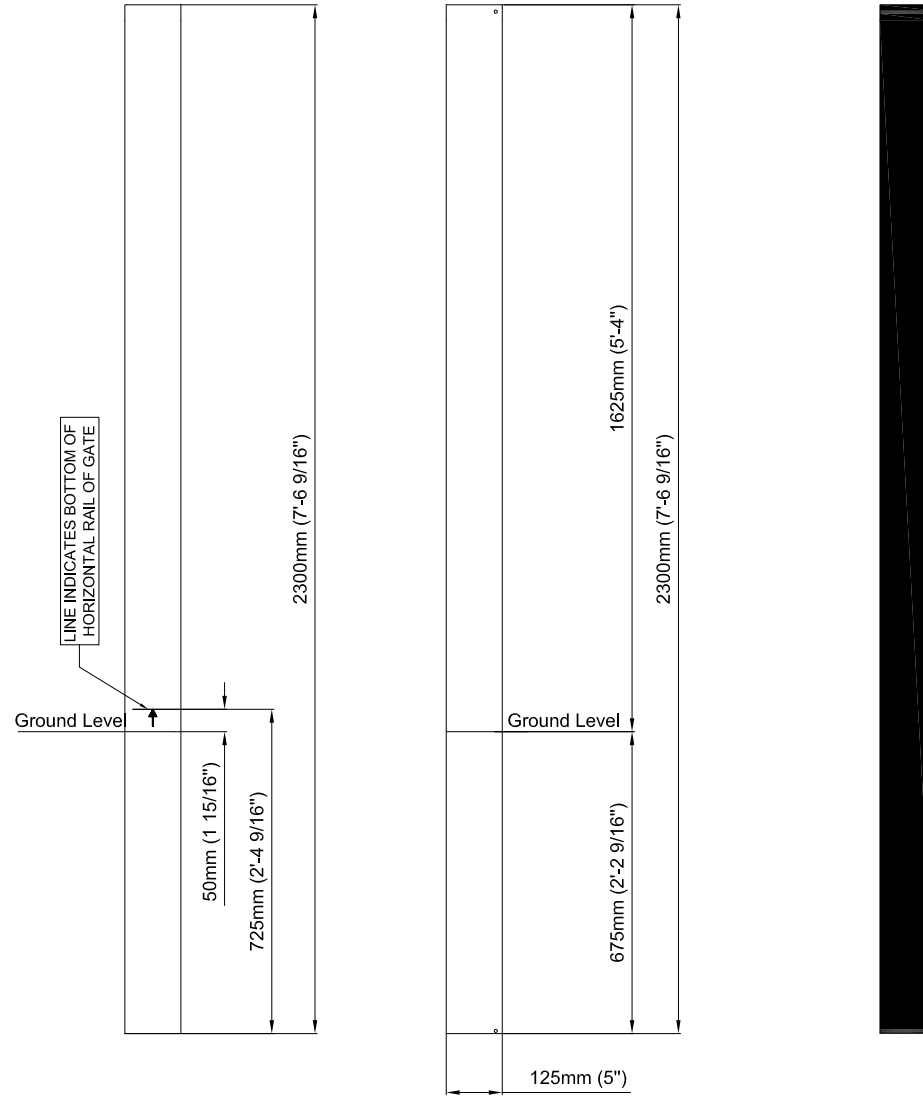 LINE INDICATES BOTTOM OF
HORIZONTAL RAIL OF GATE
Ground Level
50mm (1 15/16")
725mm (2'-4 9/16")
2300mm (7'-6 9/16")
1625mm (5'-4")
2300mm (7'-6 9/16")
Ground Level
675mm (2'-2 9/16")
125mm (5")